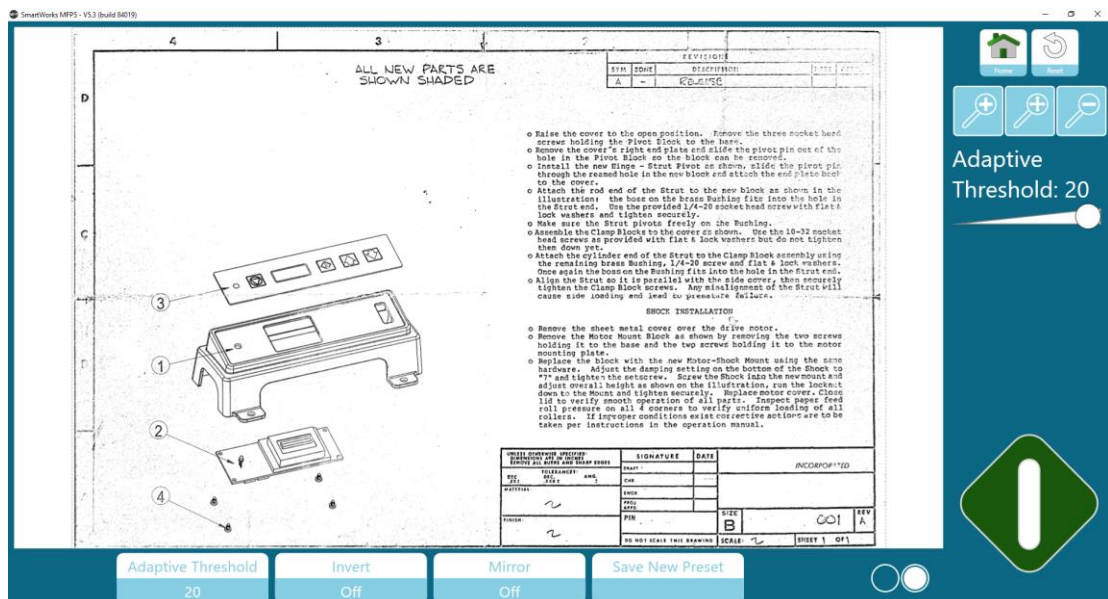 SmartWorks MFP5 - V5.3 (build 84019)
4
3
2
ALL NEW PARTS ARE
SHOWN SHADED
REVISIONS
SYM ZONE DESCRIPTION
A - RELEASE
D
C
o Raise the cover to the open position. Remove the three socket head
screws holding the Pivot Block to the base.
o Remove the cover's right end plate and slide the pivot pin out of the
hole in the Pivot Block so the block can be removed.
o Install the new Hinge - Strut Pivot as shown, slide the pivot pin
through the reamed hole in the new block and attach the end plate back
to the cover.
o Attach the rod end of the Strut to the new block as shown in the
illustration: the boss on the brass Bushing fits into the hole in
the Strut end. Use the provided 1/4-20 socket head screw with flat &
lock washers and tighten securely.
o Make sure the Strut pivots freely on the Bushing.
o Assemble the Clamp Blocks to the cover as shown. Use the 10-32 socket
head screws as provided with flat & lock washers but do not tighten
them down yet.
o Attach the cylinder end of the Strut to the Clamp Block assembly using
the remaining brass Bushing, 1/4-20 screw and flat & lock washers.
Once again the boss on the Bushing fits into the hole in the Strut end.
o Align the Strut so it is parallel with the side cover, then securely
tighten the Clamp Block screws. Any misalignment of the Strut will
cause side loading and lead to premature failure.
SHOCK INSTALLATION
o Remove the sheet metal cover over the drive motor.
o Remove the Motor Mount Block as shown by removing the two screws
holding it to the base and the two screws holding it to the motor
mounting plate.
o Replace the block with the new Motor-Shock Mount using the same
hardware. Adjust the damping setting on the bottom of the Shock to
"7" and tighten the setscrew. Screw the Shock into the new mount and
adjust overall height as shown on the illustration, run the locknut
down to the Mount and tighten securely. Replace motor cover. Close
lid to verify smooth operation of all parts. Inspect paper feed
roll pressure on all 4 corners to verify uniform loading of all
rollers. If improper conditions exist corrective actions are to be
taken per instructions in the operation manual.
3
1
2
4
UNLESS OTHERWISE SPECIFIED:
DIMENSIONS ARE IN INCHES
REMOVE ALL BURRS AND SHARP EDGES
TOLERANCES:
DEC. DEC. ANG.
MATERIAL
FINISH:
SIGNATURE DATE
DRAFT
CHK
ENGR
PROJ
APPD.
PIN
DO NOT SCALE THIS DRAWING
SIZE
B
001
REV
A
SCALE:
SHEET 1 OF 1
Home
Reset
Adaptive
Threshold: 20
Adaptive Threshold
20
Invert
Off
Mirror
Off
Save New Preset